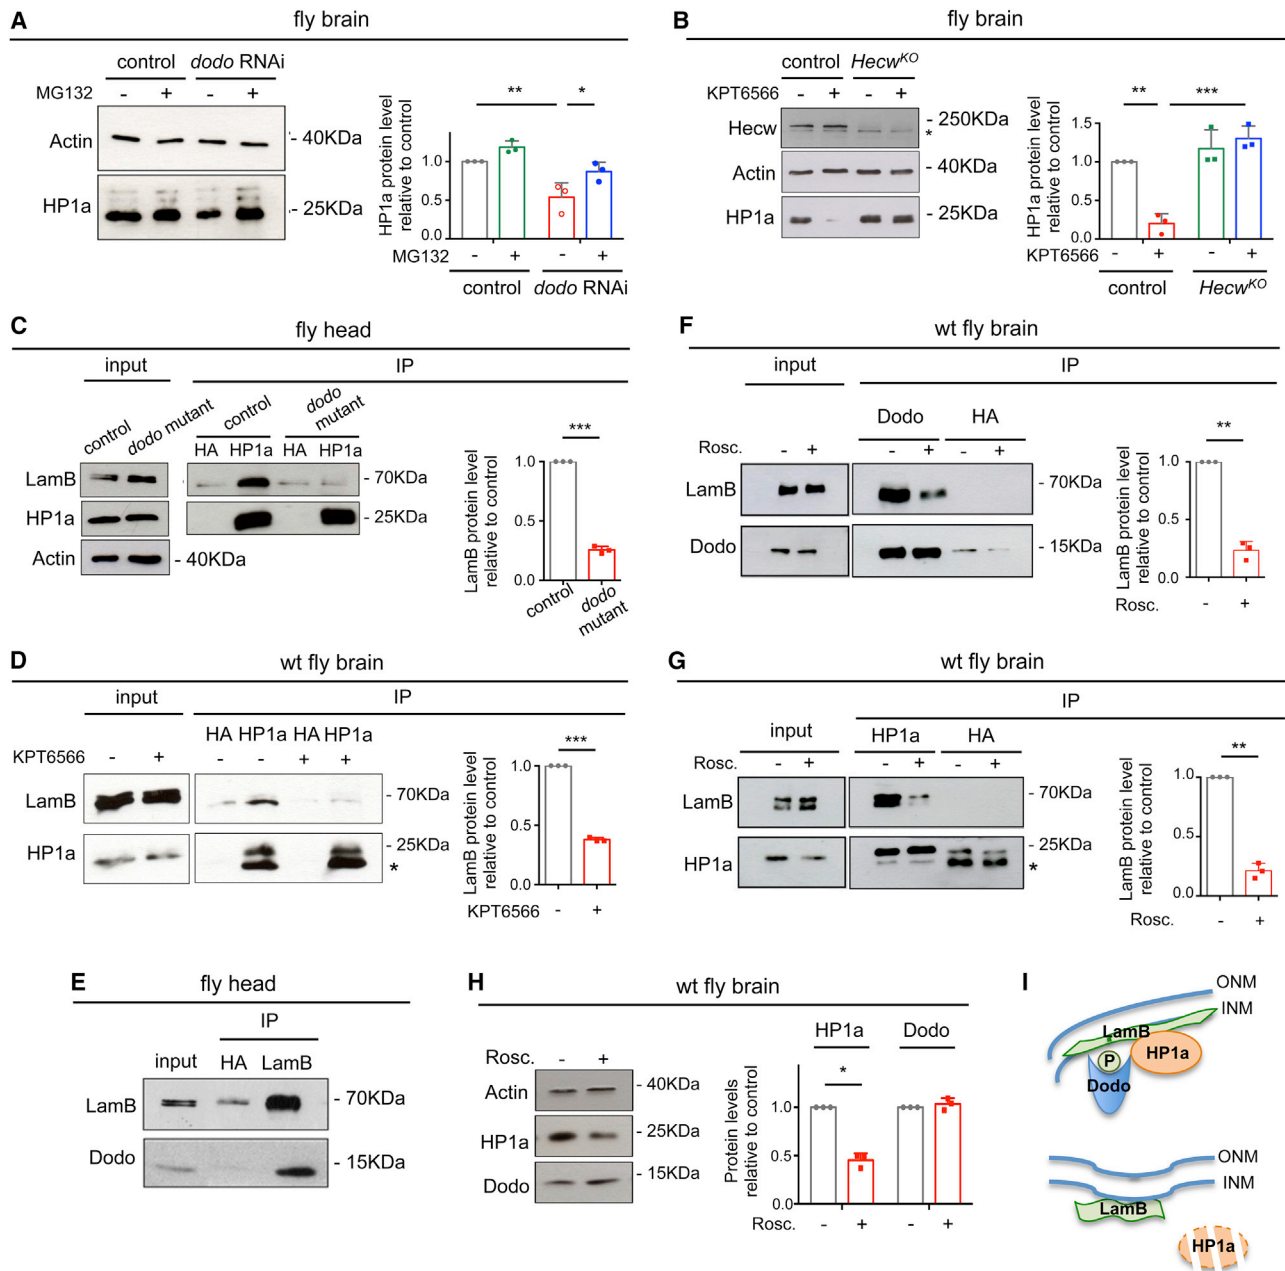 A
fly brain
control dodo RNAi
MG132 - + - +
Actin - 40KDa
HP1a - 25KDa
HP1a protein level
relative to control
** *
1.0
0.5
0.0
MG132 - + - +
control dodo RNAi
B
fly brain
control Hecw^KO
KPT6566 - + - +
Hecw - 250KDa
*
Actin - 40KDa
HP1a - 25KDa
HP1a protein level
relative to control
** ***
1.5
1.0
0.5
0.0
KPT6566 - + - +
control Hecw^KO
C
fly head
input IP
control dodo mutant
control dodo
mutant
HA HP1a HA HP1a
LamB - 70KDa
HP1a - 25KDa
Actin - 40KDa
LamB protein level
relative to control
***
1.0
0.5
0.0
control dodo
mutant
F
wt fly brain
input IP
Dodo HA
Rosc. - + - + - +
LamB - 70KDa
Dodo - 15KDa
LamB protein level
relative to control
**
1.0
0.5
0.0
Rosc. - +
D
wt fly brain
input IP
HA HP1a HA HP1a
KPT6566 - + - - + +
LamB - 70KDa
HP1a - 25KDa
*
LamB protein level
relative to control
***
1.0
0.5
0.0
KPT6566 - +
G
wt fly brain
IP
input HP1a HA
Rosc. - + - + - +
LamB - 70KDa
HP1a - 25KDa
*
LamB protein level
relative to control
**
1.0
0.5
0.0
Rosc. - +
E
fly head
IP
input HA LamB
LamB - 70KDa
Dodo - 15KDa
H
wt fly brain
Rosc. - +
Actin - 40KDa
HP1a - 25KDa
Dodo - 15KDa
HP1a Dodo
Protein levels
relative to control
*
1.0
0.5
0.0
Rosc. - + - +
I
ONM
INM
LamB
P
HP1a
Dodo
ONM
INM
LamB
HP1a